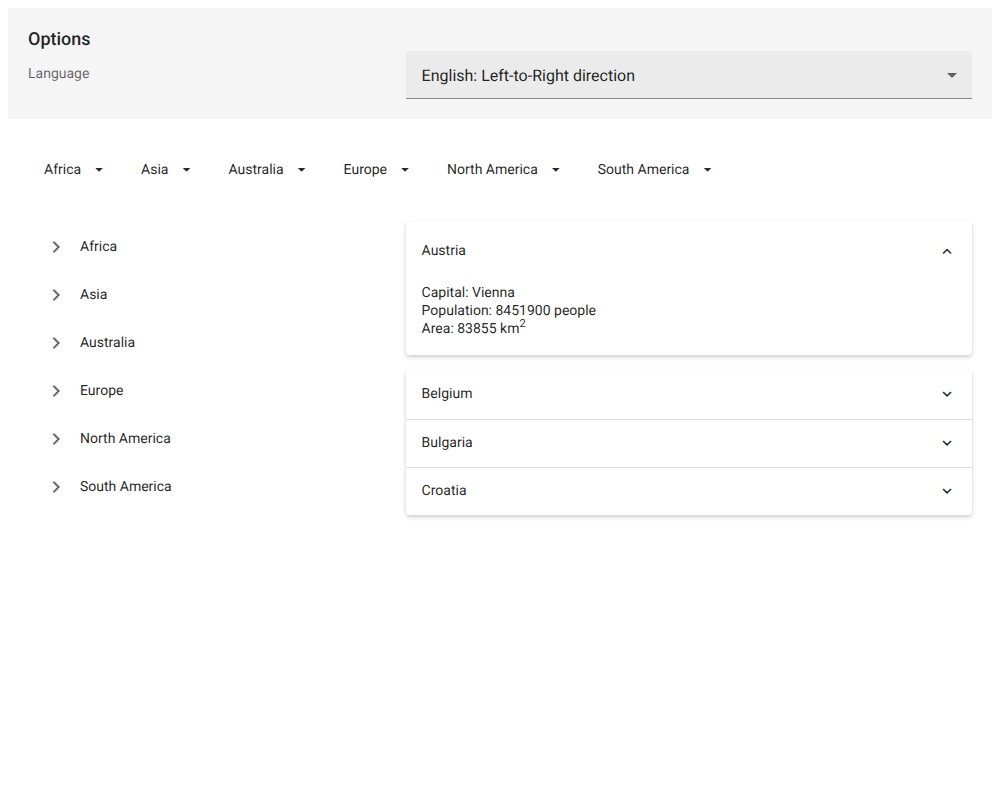 Options
Language
English: Left-to-Right direction
Africa Asia Australia Europe North America South America
Africa
Asia
Australia
Europe
North America
South America
Austria
Capital: Vienna
Population: 8451900 people
Area: 83855 km²
Belgium
Bulgaria
Croatia